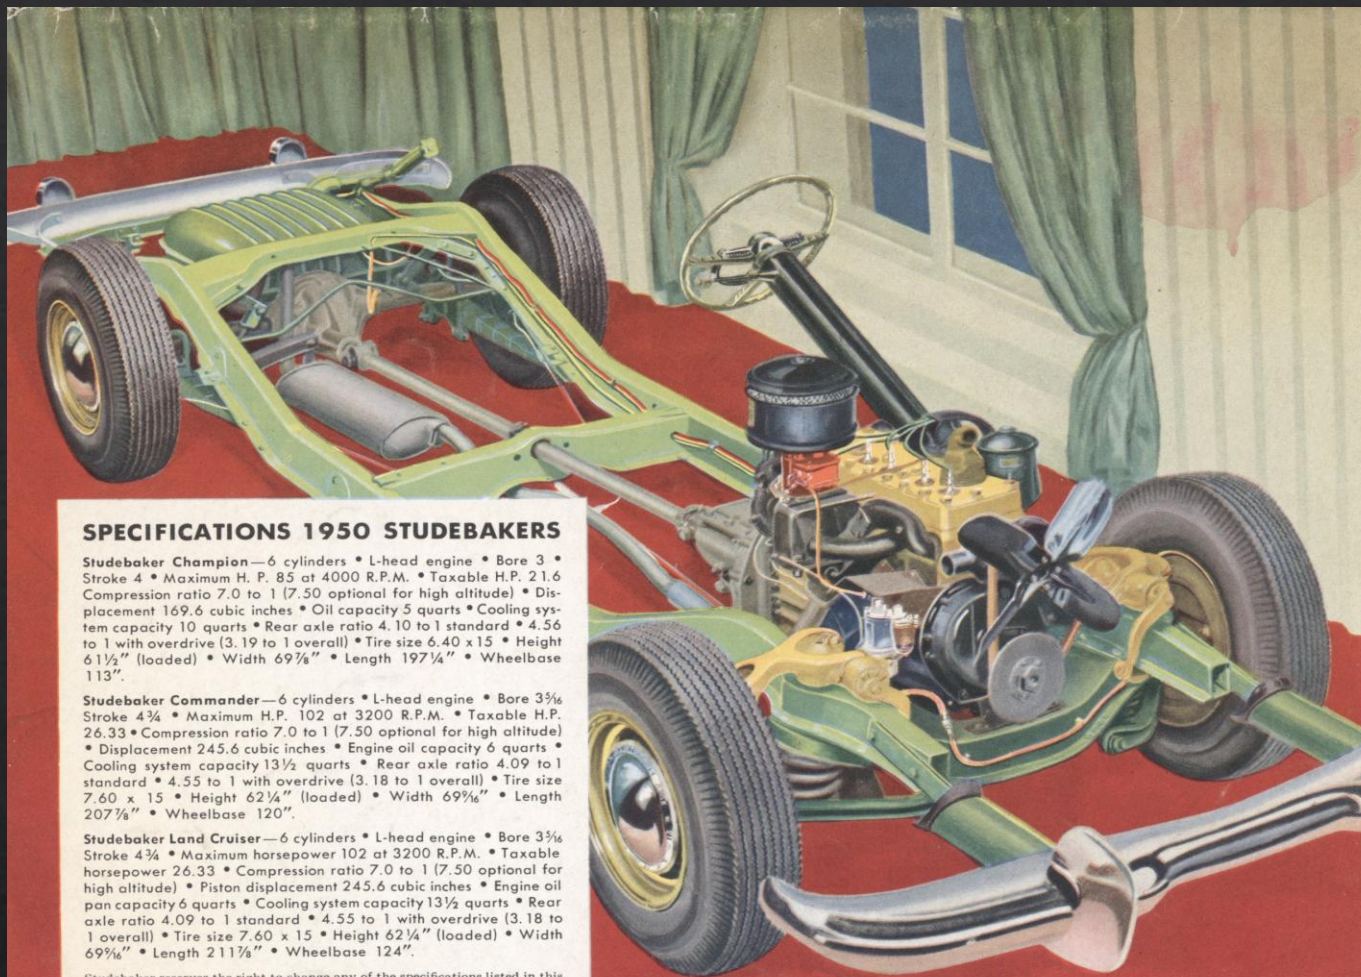 SPECIFICATIONS 1950 STUDEBAKERS
Studebaker Champion—6 cylinders • L-head engine • Bore 3 •
Stroke 4 • Maximum H. P. 85 at 4000 R.P.M. • Taxable H.P. 21.6
Compression ratio 7.0 to 1 (7.50 optional for high altitude) • Dis-
placement 169.6 cubic inches • Oil capacity 5 quarts • Cooling sys-
tem capacity 10 quarts • Rear axle ratio 4.10 to 1 standard • 4.56
to 1 with overdrive (3.19 to 1 overall) • Tire size 6.40 x 15 • Height
61½″ (loaded) • Width 69⅞″ • Length 197¼″ • Wheelbase
113″.
Studebaker Commander—6 cylinders • L-head engine • Bore 3⁵⁄₁₆
Stroke 4¾ • Maximum H.P. 102 at 3200 R.P.M. • Taxable H.P.
26.33 • Compression ratio 7.0 to 1 (7.50 optional for high altitude)
• Displacement 245.6 cubic inches • Engine oil capacity 6 quarts •
Cooling system capacity 13½ quarts • Rear axle ratio 4.09 to 1
standard • 4.55 to 1 with overdrive (3.18 to 1 overall) • Tire size
7.60 x 15 • Height 62¼″ (loaded) • Width 69⁹⁄₁₆″ • Length
207⅞″ • Wheelbase 120″.
Studebaker Land Cruiser—6 cylinders • L-head engine • Bore 3⁵⁄₁₆
Stroke 4¾ • Maximum horsepower 102 at 3200 R.P.M. • Taxable
horsepower 26.33 • Compression ratio 7.0 to 1 (7.50 optional for
high altitude) • Piston displacement 245.6 cubic inches • Engine oil
pan capacity 6 quarts • Cooling system capacity 13½ quarts • Rear
axle ratio 4.09 to 1 standard • 4.55 to 1 with overdrive (3.18 to
1 overall) • Tire size 7.60 x 15 • Height 62¼″ (loaded) • Width
69⁹⁄₁₆″ • Length 211⅞″ • Wheelbase 124″.
Studebaker reserves the right to change any of the specifications listed in this